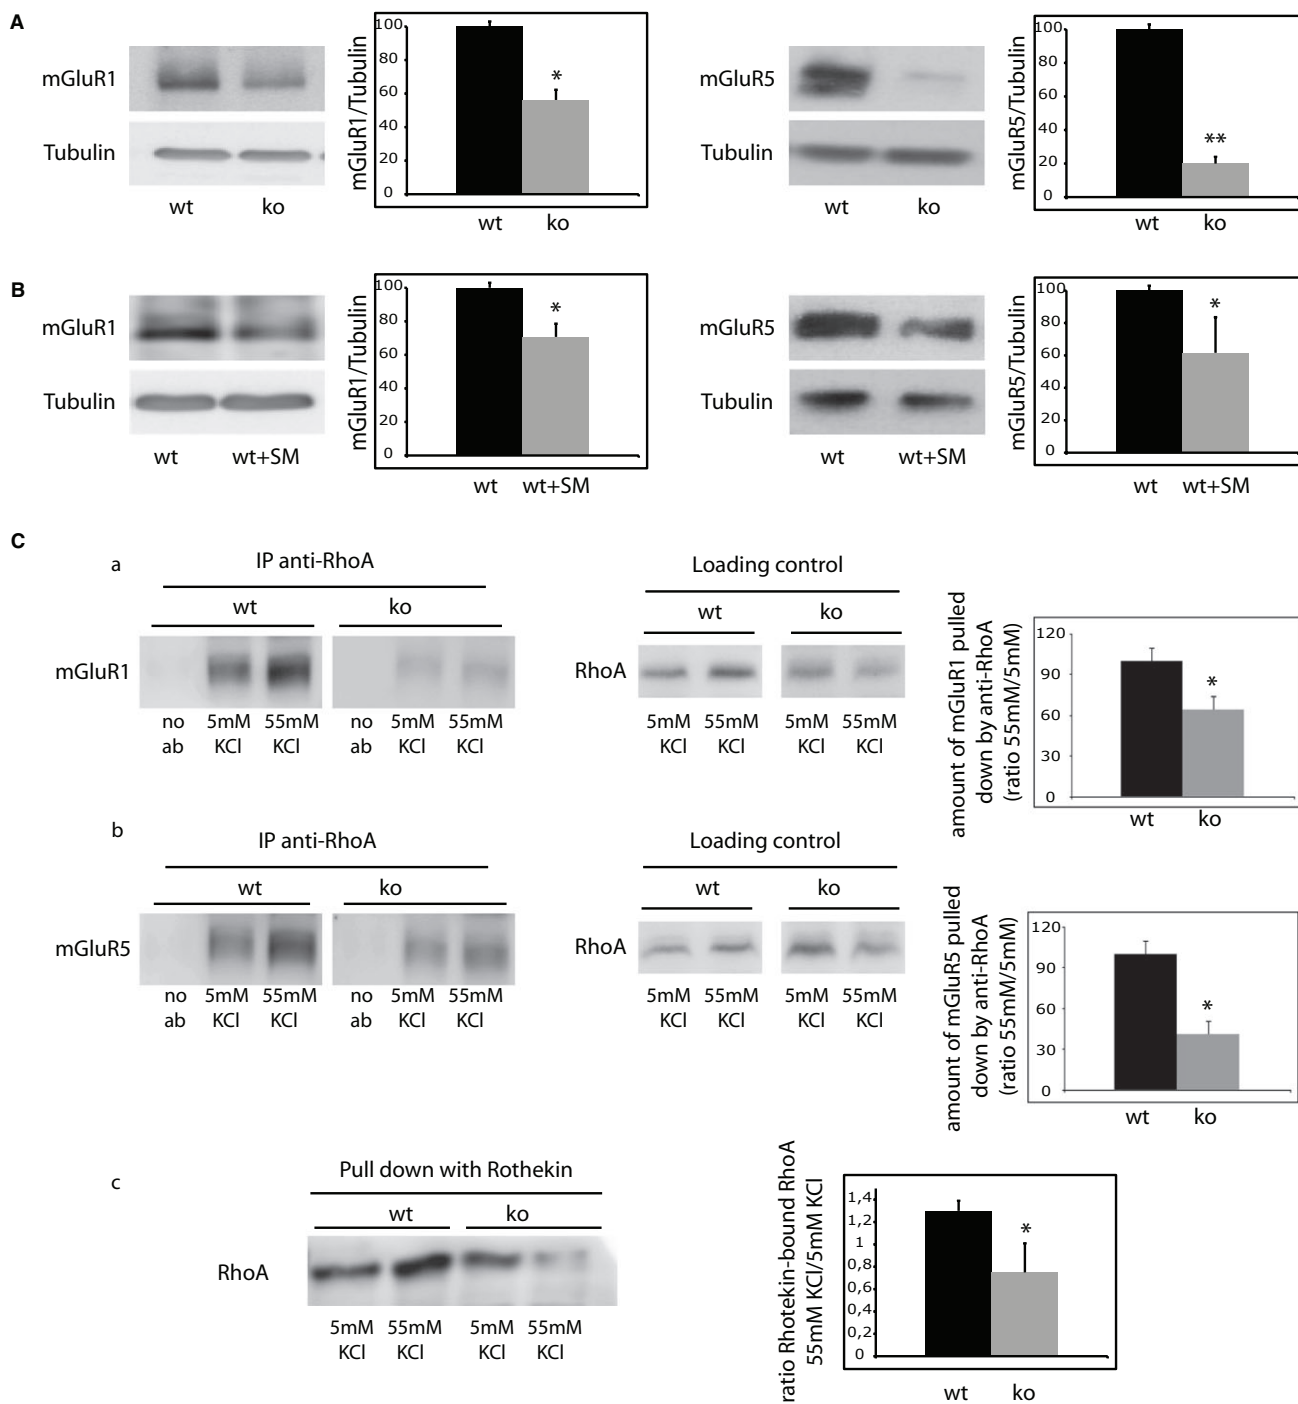 A
mGluR1
Tubulin
wt ko
mGluR1/Tubulin
100
80
60
40
20
0
*
wt ko
mGluR5
Tubulin
wt ko
mGluR5/Tubulin
100
80
60
40
20
0
**
wt ko
B
mGluR1
Tubulin
wt wt+SM
mGluR1/Tubulin
100
80
60
40
20
0
*
wt wt+SM
mGluR5
Tubulin
wt wt+SM
mGluR5/Tubulin
100
80
60
40
20
0
*
wt wt+SM
C
a
IP anti-RhoA
wt ko
mGluR1
no ab 5mM KCl 55mM KCl no ab 5mM KCl 55mM KCl
Loading control
wt ko
RhoA
5mM KCl 55mM KCl 5mM KCl 55mM KCl
amount of mGluR1 pulled
down by anti-RhoA
(ratio 55mM/5mM)
120
90
60
30
0
*
wt ko
b
IP anti-RhoA
wt ko
mGluR5
no ab 5mM KCl 55mM KCl no ab 5mM KCl 55mM KCl
Loading control
wt ko
RhoA
5mM KCl 55mM KCl 5mM KCl 55mM KCl
amount of mGluR5 pulled
down by anti-RhoA
(ratio 55mM/5mM)
120
90
60
30
0
*
wt ko
c
Pull down with Rothekin
wt ko
RhoA
5mM KCl 55mM KCl 5mM KCl 55mM KCl
ratio Rhotekin-bound RhoA
55mM KCl/5mM KCl
1,4
1,2
1
0,8
0,6
0,4
0,2
0
*
wt ko